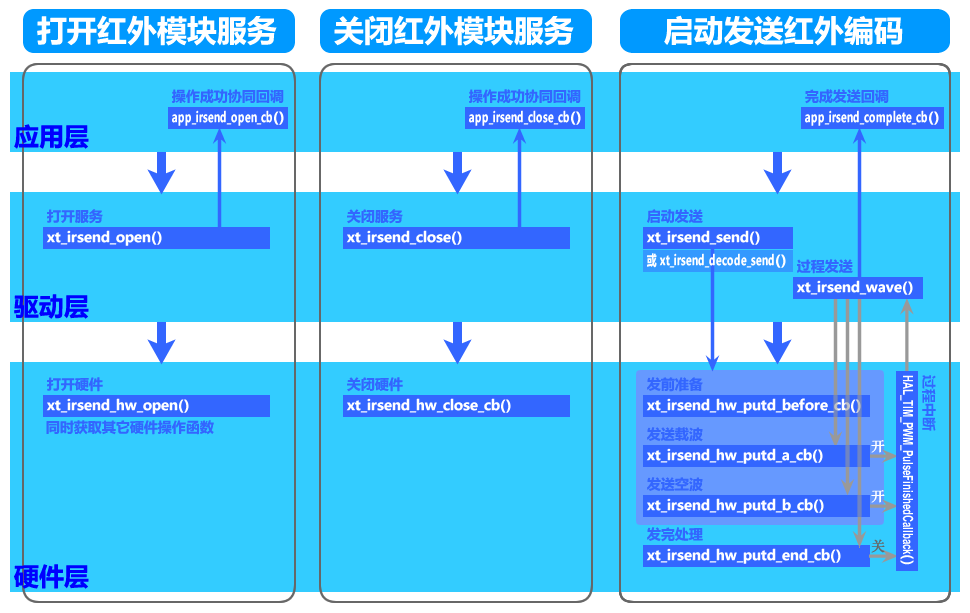 打开红外模块服务
关闭红外模块服务
启动发送红外编码
操作成功协同回调
app_irsend_open_cb()
操作成功协同回调
app_irsend_close_cb()
完成发送回调
app_irsend_complete_cb()
应用层
打开服务
xt_irsend_open()
关闭服务
xt_irsend_close()
启动发送
xt_irsend_send()
或 xt_irsend_decode_send()
过程发送
xt_irsend_wave()
驱动层
打开硬件
xt_irsend_hw_open()
同时获取其它硬件操作函数
关闭硬件
xt_irsend_hw_close_cb()
发前准备
xt_irsend_hw_putd_before_cb()
发送载波
xt_irsend_hw_putd_a_cb()
开
发送空波
xt_irsend_hw_putd_b_cb()
开
发完处理
xt_irsend_hw_putd_end_cb()
关
HAL_TIM_PWM_PulseFinishedCallback()
过程中断
硬件层